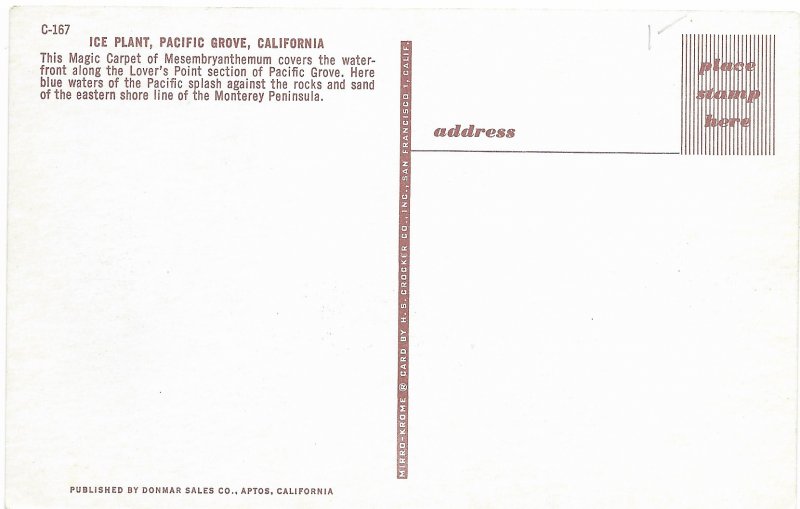 C-167
ICE PLANT, PACIFIC GROVE, CALIFORNIA
This Magic Carpet of Mesembryanthemum covers the water-
front along the Lover's Point section of Pacific Grove. Here
blue waters of the Pacific splash against the rocks and sand
of the eastern shore line of the Monterey Peninsula.
PUBLISHED BY DONMAR SALES CO., APTOS, CALIFORNIA
MIRRO-KROME ® CARD BY H. S. CROCKER CO., INC., SAN FRANCISCO 1, CALIF.
address
place
stamp
here